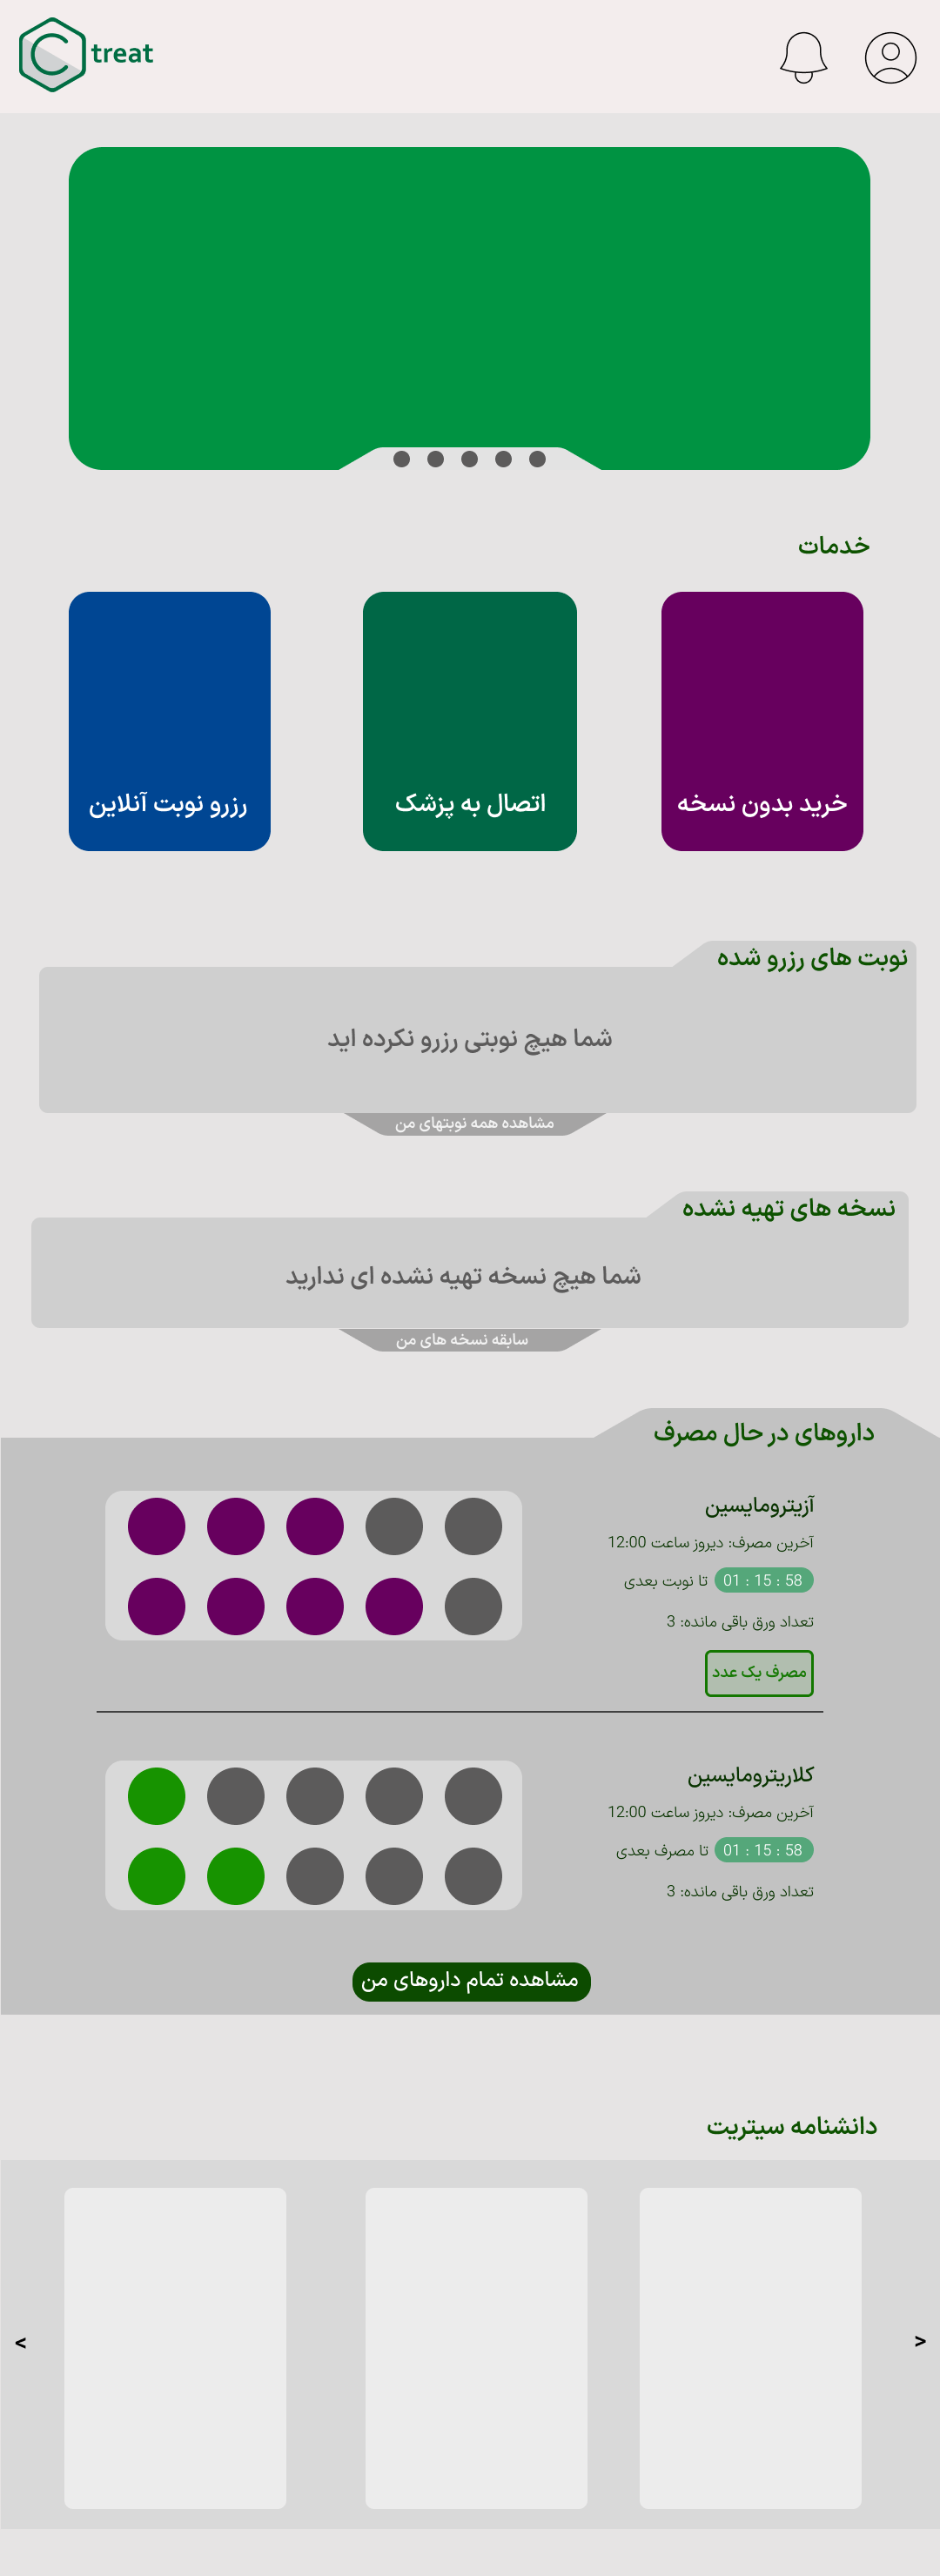 C treat
خدمات
خرید بدون نسخه
اتصال به پزشک
رزرو نوبت آنلاین
نوبت های رزرو شده
شما هیچ نوبتی رزرو نکرده اید
مشاهده همه نوبتهای من
نسخه های تهیه نشده
شما هیچ نسخه تهیه نشده ای ندارید
سابقه نسخه های من
داروهای در حال مصرف
آزیترومایسین
آخرین مصرف: دیروز ساعت 12:00
01 : 15 : 58 تا نوبت بعدی
تعداد ورق باقی مانده: 3
مصرف یک عدد
کلاریترومایسین
آخرین مصرف: دیروز ساعت 12:00
01 : 15 : 58 تا مصرف بعدی
تعداد ورق باقی مانده: 3
مشاهده تمام داروهای من
دانشنامه سیتریت